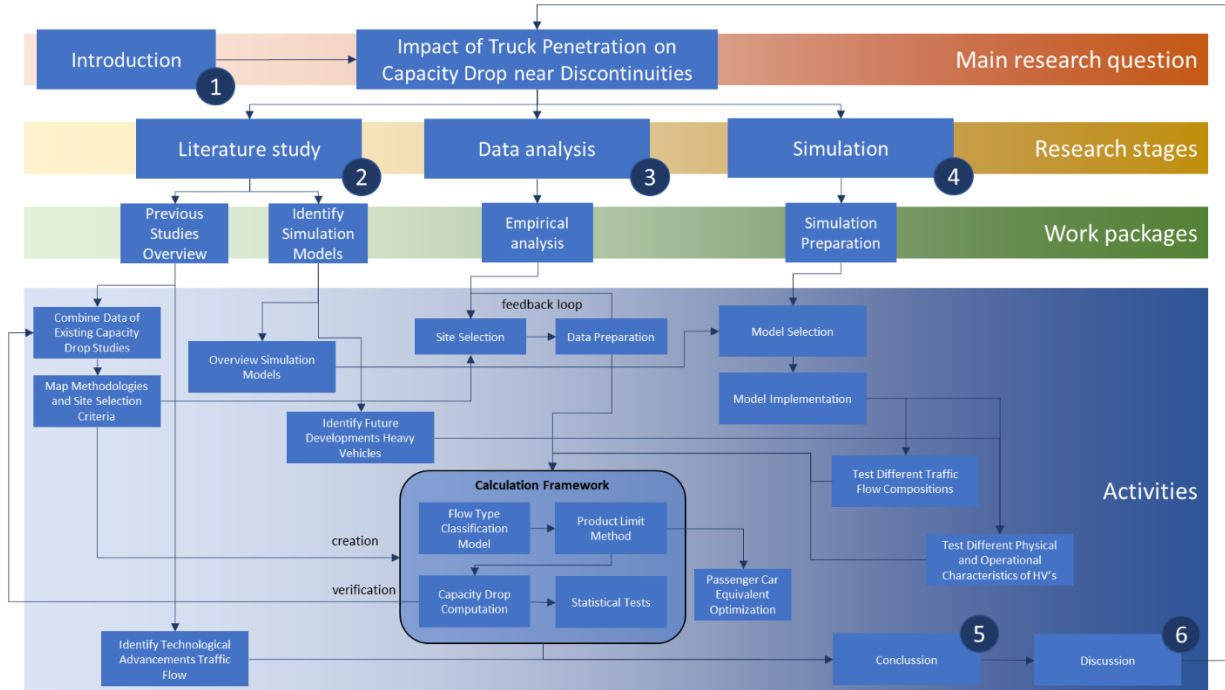 Introduction
1
Impact of Truck Penetration on
Capacity Drop near Discontinuities
Main research question
Literature study
2
Data analysis
3
Simulation
4
Research stages
Previous
Studies
Overview
Identify
Simulation
Models
Empirical
analysis
Simulation
Preparation
Work packages
feedback loop
Combine Data of
Existing Capacity
Drop Studies
Overview Simulation
Models
Site Selection
Data Preparation
Model Selection
Map Methodologies
and Site Selection
Criteria
Model Implementation
Identify Future
Developments Heavy
Vehicles
Test Different Traffic
Flow Compositions
Activities
Calculation Framework
Flow Type
Classification
Model
Product Limit
Method
creation
Test Different Physical
and Operational
Characteristics of HV's
verification
Capacity Drop
Computation
Statistical Tests
Passenger Car
Equivalent
Optimization
Identify Technological
Advancements Traffic
Flow
Conclussion
5
Discussion
6